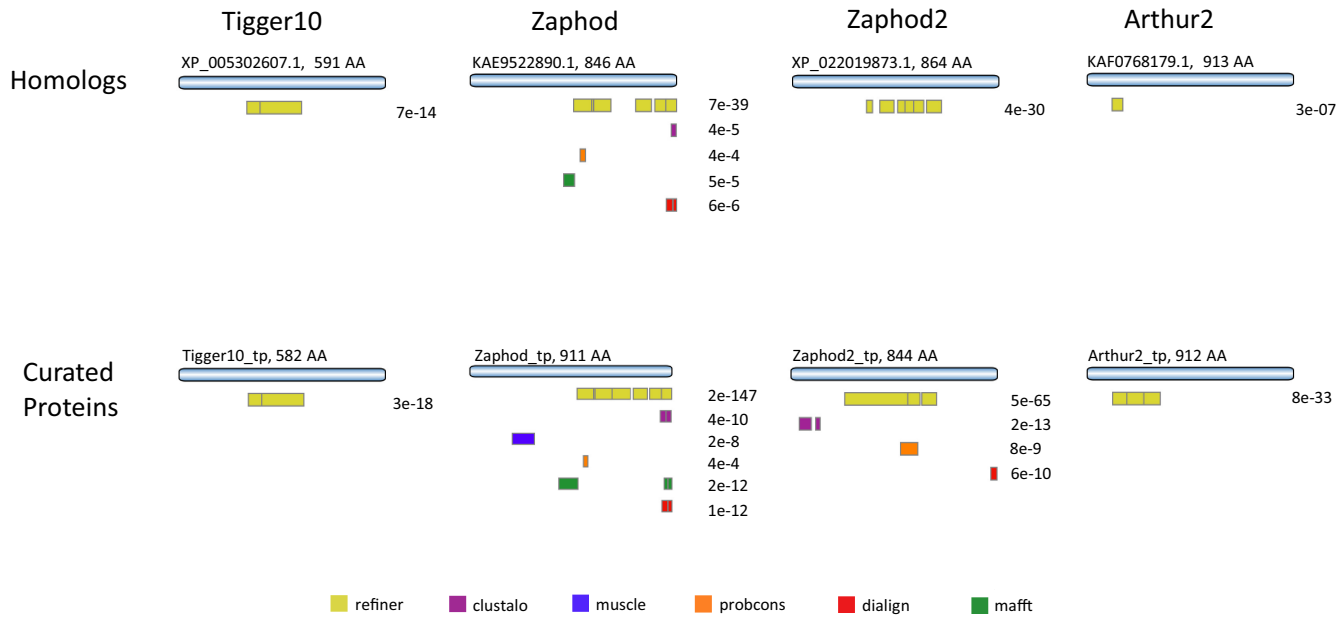 Tigger10 Zaphod Zaphod2 Arthur2
Homologs
XP_005302607.1, 591 AA KAE9522890.1, 846 AA XP_022019873.1, 864 AA KAF0768179.1, 913 AA
7e-14 7e-39 4e-30 3e-07
4e-5
4e-4
5e-5
6e-6
Curated
Proteins
Tigger10_tp, 582 AA Zaphod_tp, 911 AA Zaphod2_tp, 844 AA Arthur2_tp, 912 AA
3e-18 2e-147 5e-65 8e-33
4e-10 2e-13
2e-8 8e-9
4e-4 6e-10
2e-12
1e-12
refiner clustalo muscle probcons dialign mafft